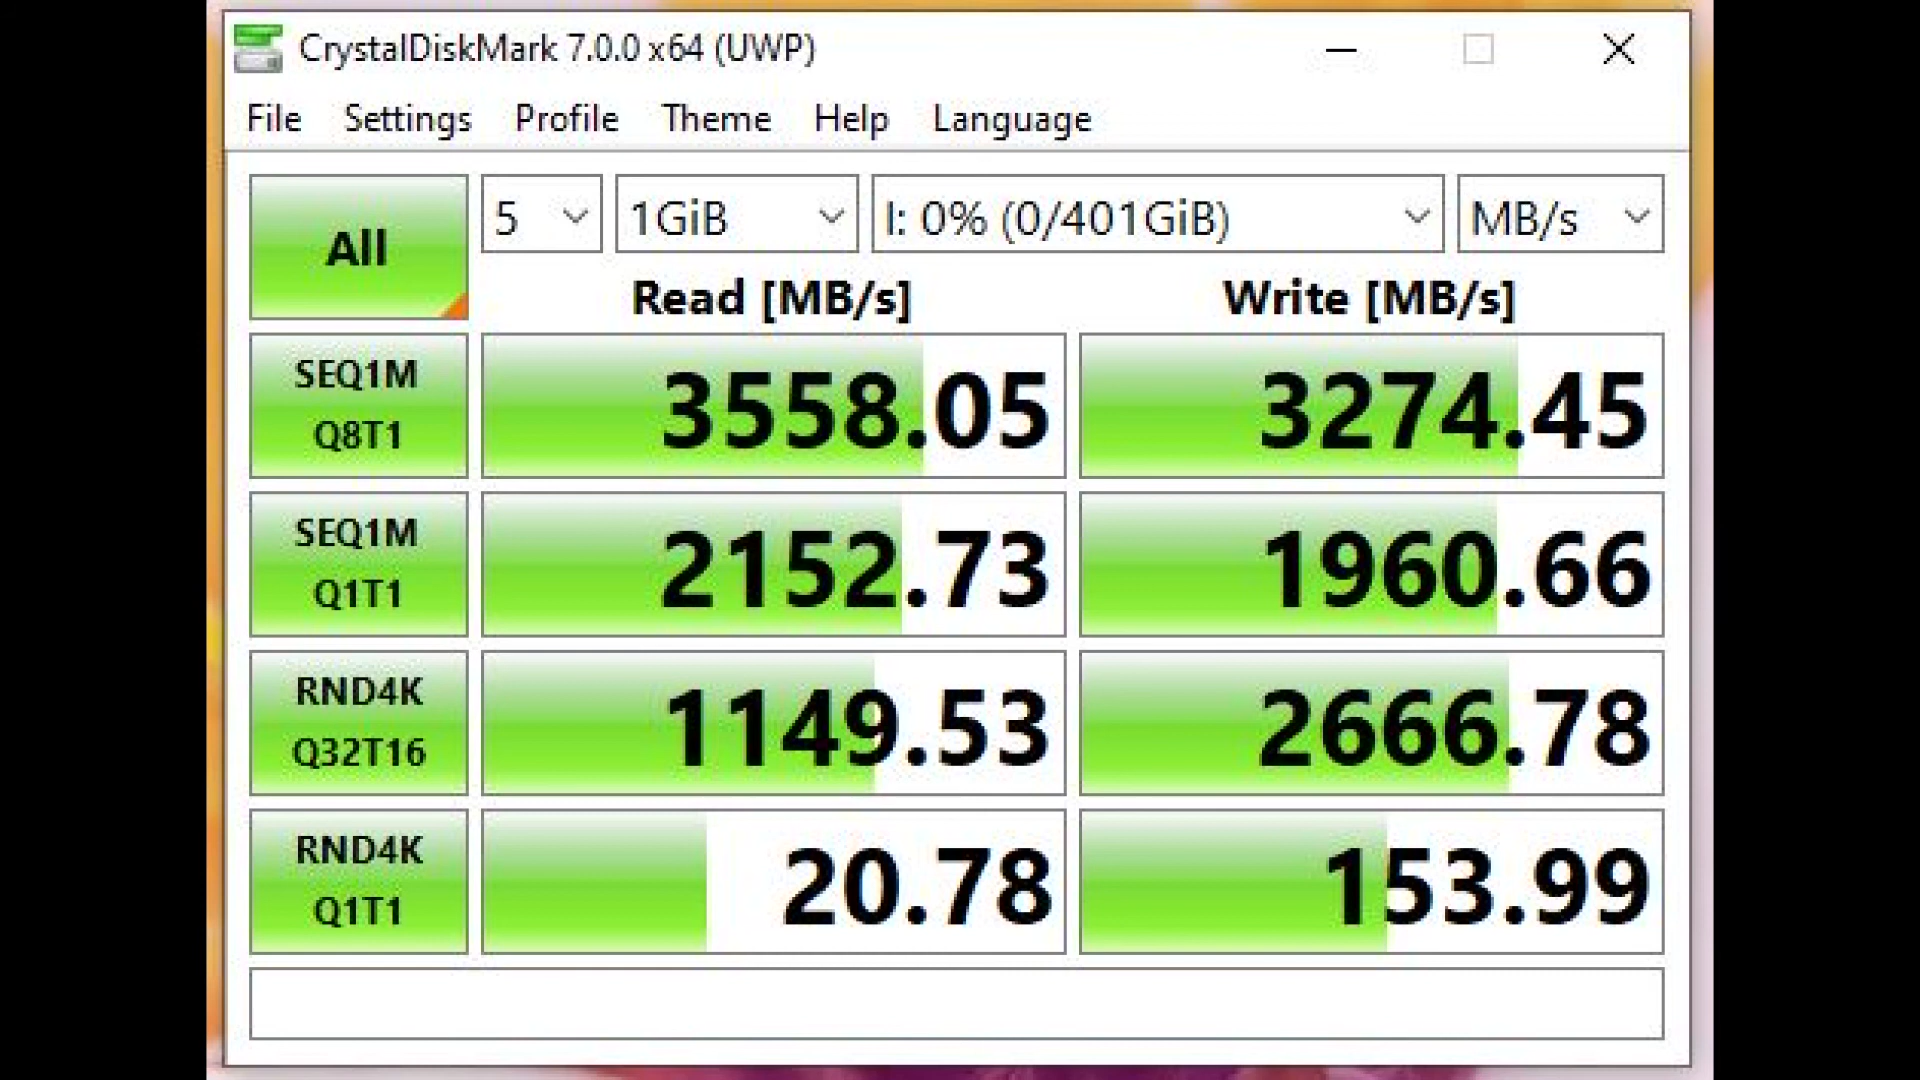 CrystalDiskMark 7.0.0 x64 (UWP)
File Settings Profile Theme Help Language
All
5 1GiB I: 0% (0/401GiB) MB/s
Read [MB/s] Write [MB/s]
SEQ1M
Q8T1
3558.05 3274.45
SEQ1M
Q1T1
2152.73 1960.66
RND4K
Q32T16
1149.53 2666.78
RND4K
Q1T1
20.78 153.99